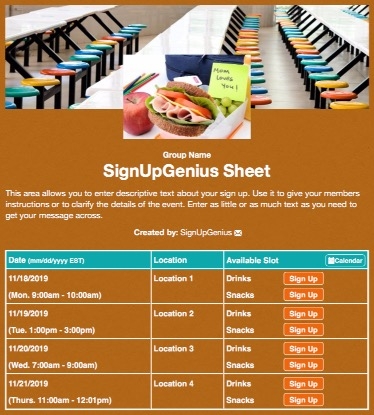 Mom
Loves
You!
Group Name
SignUpGenius Sheet
This area allows you to enter descriptive text about your sign up. Use it to give your members
instructions or to clarify the details of the event. Enter as little or as much text as you need to
get your message across.
Created by: SignUpGenius
Date (mm/dd/yyyy EST) Location Available Slot Calendar
11/18/2019 Location 1 Drinks Sign Up
(Mon. 9:00am - 10:00am) Snacks Sign Up
11/19/2019 Location 2 Drinks Sign Up
(Tue. 1:00pm - 3:00pm) Snacks Sign Up
11/20/2019 Location 3 Drinks Sign Up
(Wed. 7:00am - 9:00am) Snacks Sign Up
11/21/2019 Location 4 Drinks Sign Up
(Thurs. 11:00am - 12:01pm) Snacks Sign Up